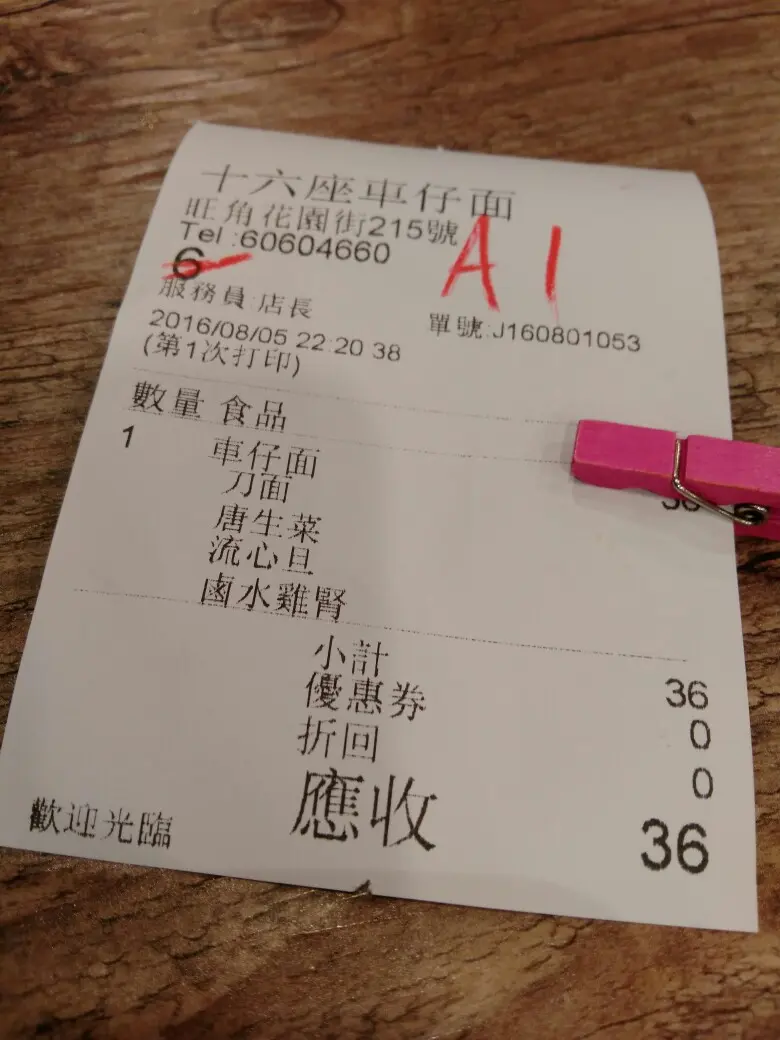 十六座車仔面
旺角花園街215號
Tel :60604660
A1
6
服務員:店長
單號:J160801053
2016/08/05 22:20 38
(第1次打印)
數量 食品
1 車仔面
刀面
唐生菜
流心旦
鹵水雞腎
小計 36
優惠券 0
折回 0
應收 36
歡迎光臨